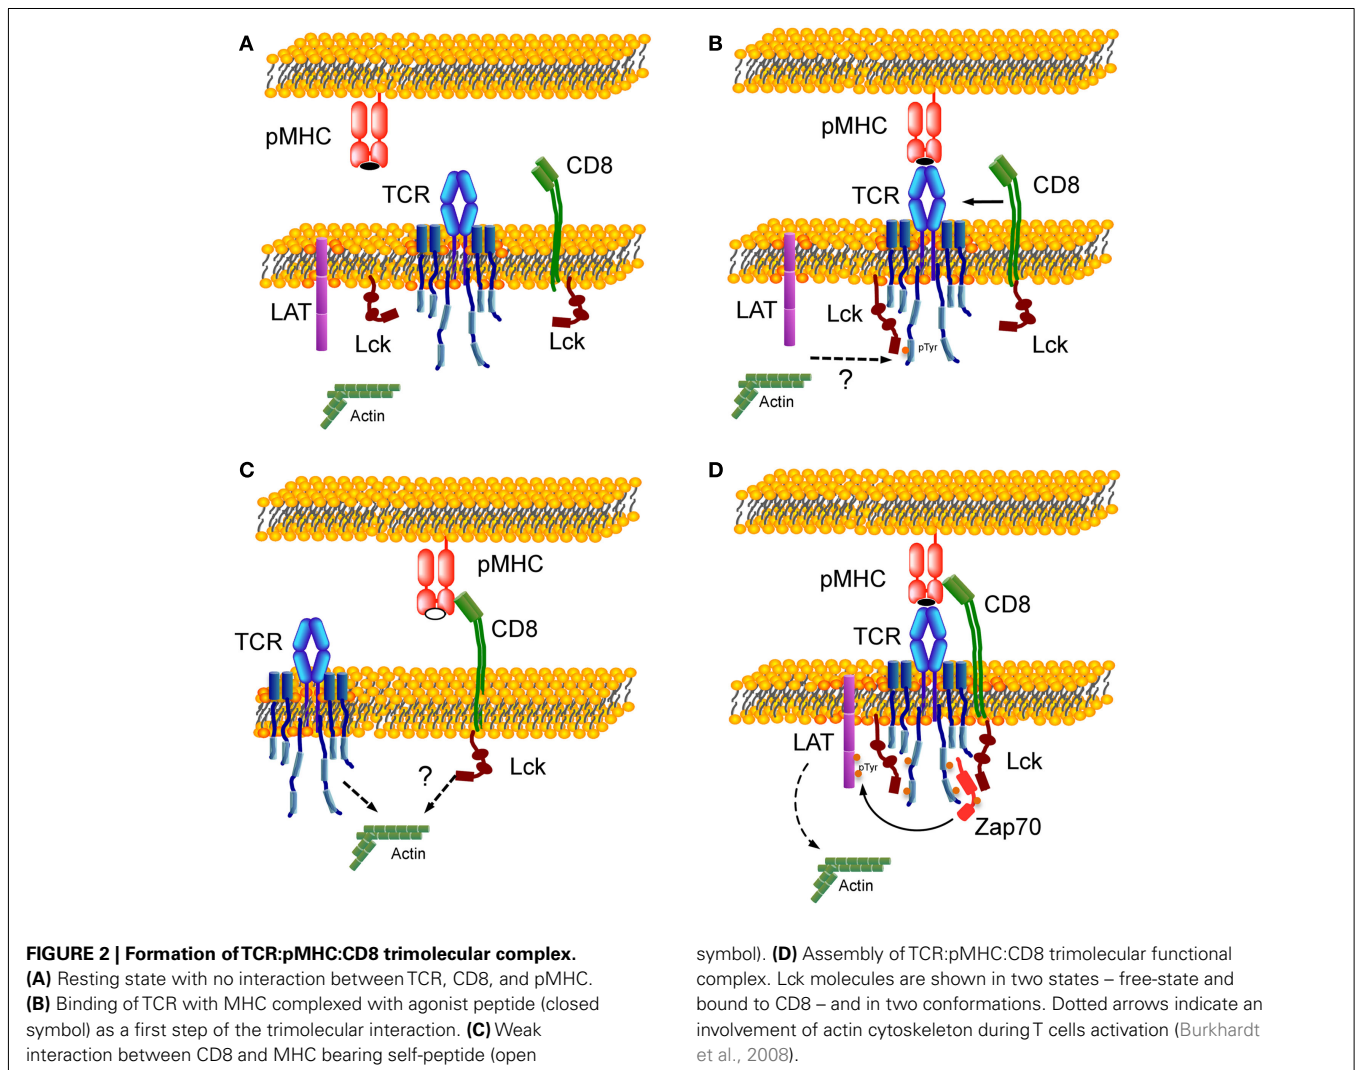 A
pMHC
TCR
CD8
LAT
Lck
Lck
Actin
B
pMHC
TCR
CD8
LAT
Lck
pTyr
Lck
?
Actin
C
pMHC
TCR
CD8
?
Lck
Actin
D
pMHC
CD8
TCR
LAT
pTyr
Lck
Zap70
Actin
FIGURE 2 | Formation of TCR:pMHC:CD8 trimolecular complex.
(A) Resting state with no interaction between TCR, CD8, and pMHC.
(B) Binding of TCR with MHC complexed with agonist peptide (closed
symbol) as a first step of the trimolecular interaction. (C) Weak
interaction between CD8 and MHC bearing self-peptide (open
symbol). (D) Assembly of TCR:pMHC:CD8 trimolecular functional
complex. Lck molecules are shown in two states – free-state and
bound to CD8 – and in two conformations. Dotted arrows indicate an
involvement of actin cytoskeleton during T cells activation (Burkhardt
et al., 2008).